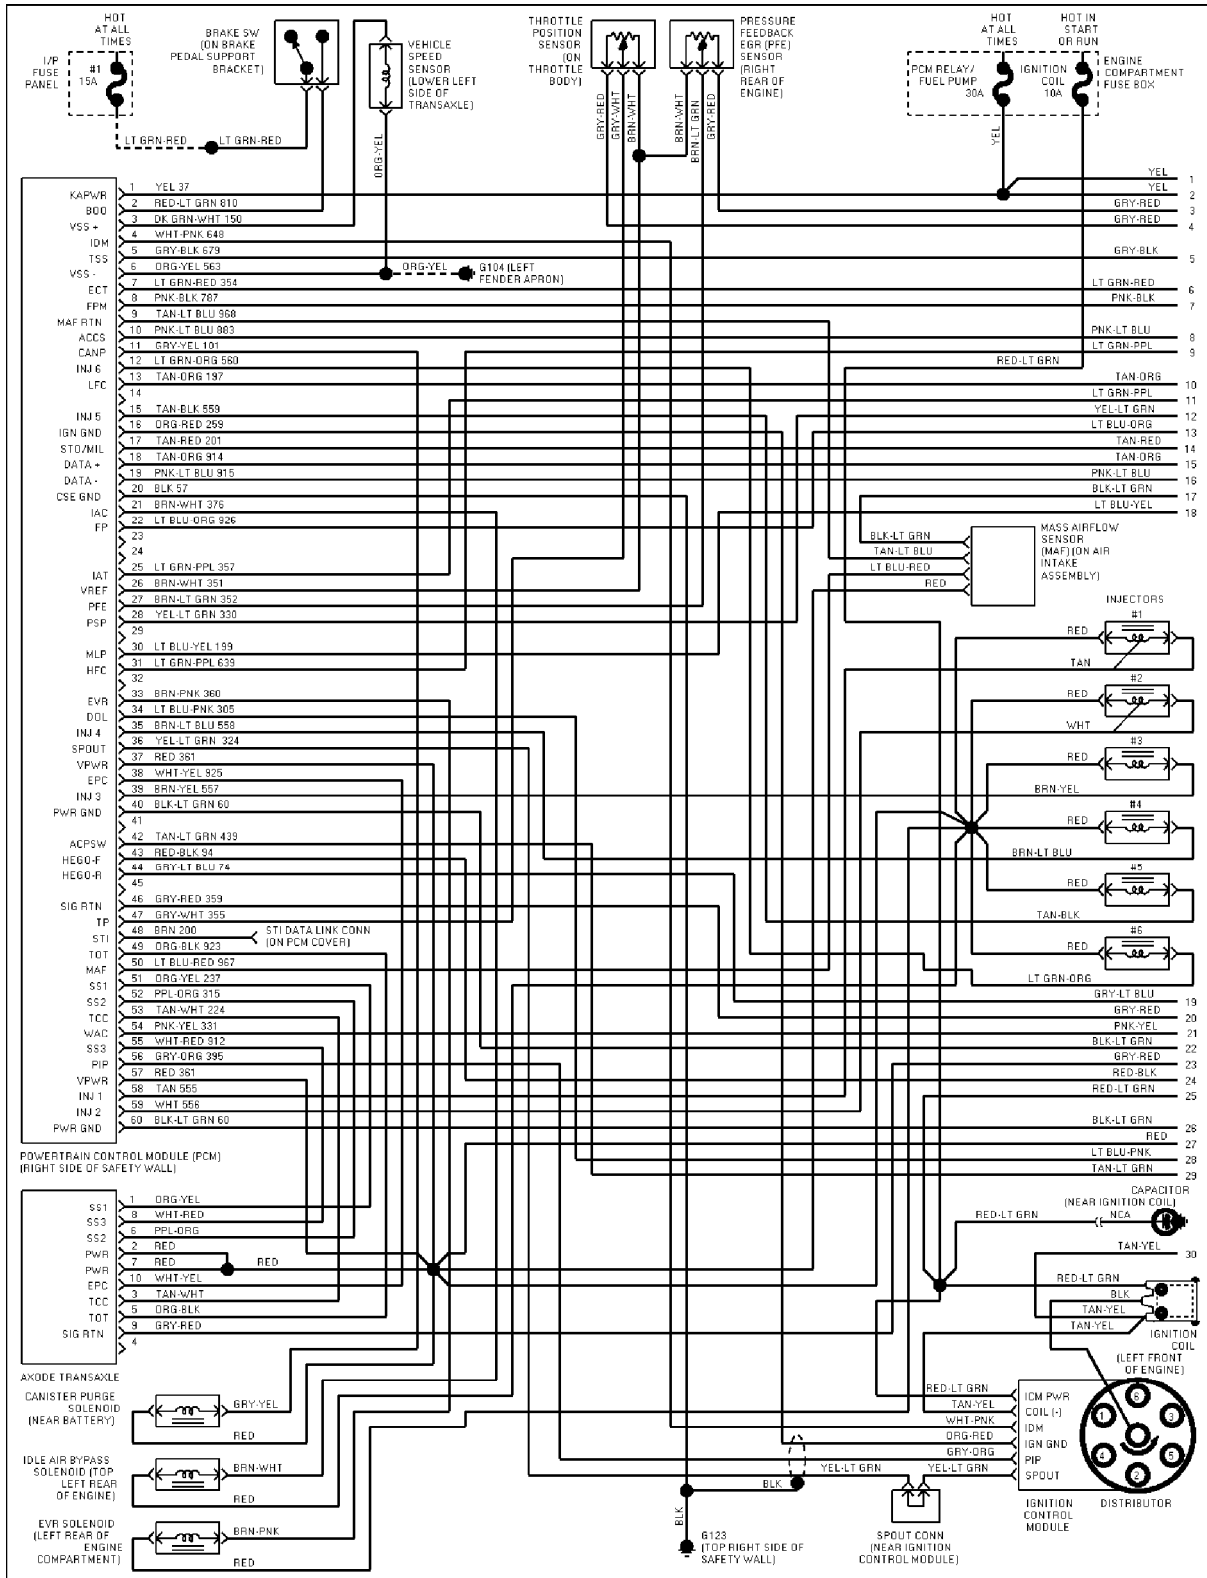 HOT
AT ALL
TIMES
I/P
FUSE
PANEL
#1
15A
BRAKE SW
(ON BRAKE
PEDAL SUPPORT
BRACKET)
LT GRN-RED
LT GRN-RED
VEHICLE
SPEED
SENSOR
(LOWER LEFT
SIDE OF
TRANSAXLE)
ORG-YEL
THROTTLE
POSITION
SENSOR
(ON
THROTTLE
BODY)
GRY-RED
GRY-WHT
BRN-WHT
PRESSURE
FEEDBACK
EGR (PFE)
SENSOR
(RIGHT
REAR OF
ENGINE)
BRN-WHT
BRN-LT GRN
GRY-RED
HOT
AT ALL
TIMES
HOT IN
START
OR RUN
PCM RELAY/
FUEL PUMP
30A
IGNITION
COIL
10A
ENGINE
COMPARTMENT
FUSE BOX
YEL
KAPWR 1 YEL 37
BOO 2 RED-LT GRN 810
VSS + 3 DK GRN-WHT 150
IDM 4 WHT-PNK 648
TSS 5 GRY-BLK 679
VSS - 6 ORG-YEL 563
ECT 7 LT GRN-RED 354
FPM 8 PNK-BLK 787
MAF RTN 9 TAN-LT BLU 968
ACCS 10 PNK-LT BLU 883
CANP 11 GRY-YEL 101
INJ 6 12 LT GRN-ORG 560
LFC 13 TAN-ORG 197
14
INJ 5 15 TAN-BLK 559
IGN GND 16 ORG-RED 259
STO/MIL 17 TAN-RED 201
DATA + 18 TAN-ORG 914
DATA - 19 PNK-LT BLU 915
CSE GND 20 BLK 57
IAC 21 BRN-WHT 376
FP 22 LT BLU-ORG 926
23
24
IAT 25 LT GRN-PPL 357
VREF 26 BRN-WHT 351
PFE 27 BRN-LT GRN 352
PSP 28 YEL-LT GRN 330
29
MLP 30 LT BLU-YEL 199
HFC 31 LT GRN-PPL 639
32
EVR 33 BRN-PNK 360
DOL 34 LT BLU-PNK 305
INJ 4 35 BRN-LT BLU 558
SPOUT 36 YEL-LT GRN 324
VPWR 37 RED 361
EPC 38 WHT-YEL 925
INJ 3 39 BRN-YEL 557
PWR GND 40 BLK-LT GRN 60
41
ACPSW 42 TAN-LT GRN 439
HEGO-F 43 RED-BLK 94
HEGO-R 44 GRY-LT BLU 74
45
SIG RTN 46 GRY-RED 359
TP 47 GRY-WHT 355
STI 48 BRN 200
TOT 49 ORG-BLK 923
MAF 50 LT BLU-RED 967
SS1 51 ORG-YEL 237
SS2 52 PPL-ORG 315
TCC 53 TAN-WHT 224
WAC 54 PNK-YEL 331
SS3 55 WHT-RED 912
PIP 56 GRY-ORG 395
VPWR 57 RED 361
INJ 1 58 TAN 555
INJ 2 59 WHT 556
PWR GND 60 BLK-LT GRN 60
POWERTRAIN CONTROL MODULE (PCM)
(RIGHT SIDE OF SAFETY WALL)
ORG-YEL
G104 (LEFT
FENDER APRON)
STI DATA LINK CONN
(ON PCM COVER)
YEL 1
YEL 2
GRY-RED 3
GRY-RED 4
GRY-BLK 5
LT GRN-RED 6
PNK-BLK 7
PNK-LT BLU 8
LT GRN-PPL 9
RED-LT GRN
TAN-ORG 10
LT GRN-PPL 11
YEL-LT GRN 12
LT BLU-ORG 13
TAN-RED 14
TAN-ORG 15
PNK-LT BLU 16
BLK-LT GRN 17
LT BLU-YEL 18
BLK-LT GRN
TAN-LT BLU
LT BLU-RED
RED
MASS AIRFLOW
SENSOR
(MAF) (ON AIR
INTAKE
ASSEMBLY)
INJECTORS
#1
RED
TAN
#2
RED
WHT
#3
RED
BRN-YEL
#4
RED
BRN-LT BLU
#5
RED
TAN-BLK
#6
RED
LT GRN-ORG
GRY-LT BLU 19
GRY-RED 20
PNK-YEL 21
BLK-LT GRN 22
GRY-RED 23
RED-BLK 24
RED-LT GRN 25
BLK-LT GRN 26
RED 27
LT BLU-PNK 28
TAN-LT GRN 29
SS1 1 ORG-YEL
SS3 8 WHT-RED
SS2 6 PPL-ORG
PWR 2 RED
PWR 7 RED
RED
EPC 10 WHT-YEL
TCC 3 TAN-WHT
TOT 5 ORG-BLK
SIG RTN 9 GRY-RED
4
AXODE TRANSAXLE
CAPACITOR
(NEAR IGNITION COIL)
RED-LT GRN
NCA
TAN-YEL 30
RED-LT GRN
BLK
TAN-YEL
TAN-YEL
IGNITION
COIL
(LEFT FRONT
OF ENGINE)
CANISTER PURGE
SOLENOID
(NEAR BATTERY)
GRY-YEL
RED
IDLE AIR BYPASS
SOLENOID (TOP
LEFT REAR
OF ENGINE)
BRN-WHT
RED
EVR SOLENOID
(LEFT REAR OF
ENGINE
COMPARTMENT)
BRN-PNK
RED
RED-LT GRN ICM PWR
TAN-YEL COIL (-)
WHT-PNK IDM
ORG-RED IGN GND
GRY-ORG PIP
YEL-LT GRN YEL-LT GRN SPOUT
BLK
BLK
G123
(TOP RIGHT SIDE OF
SAFETY WALL)
SPOUT CONN
(NEAR IGNITION
CONTROL MODULE)
IGNITION
CONTROL
MODULE
6
1
3
4
5
2
DISTRIBUTOR